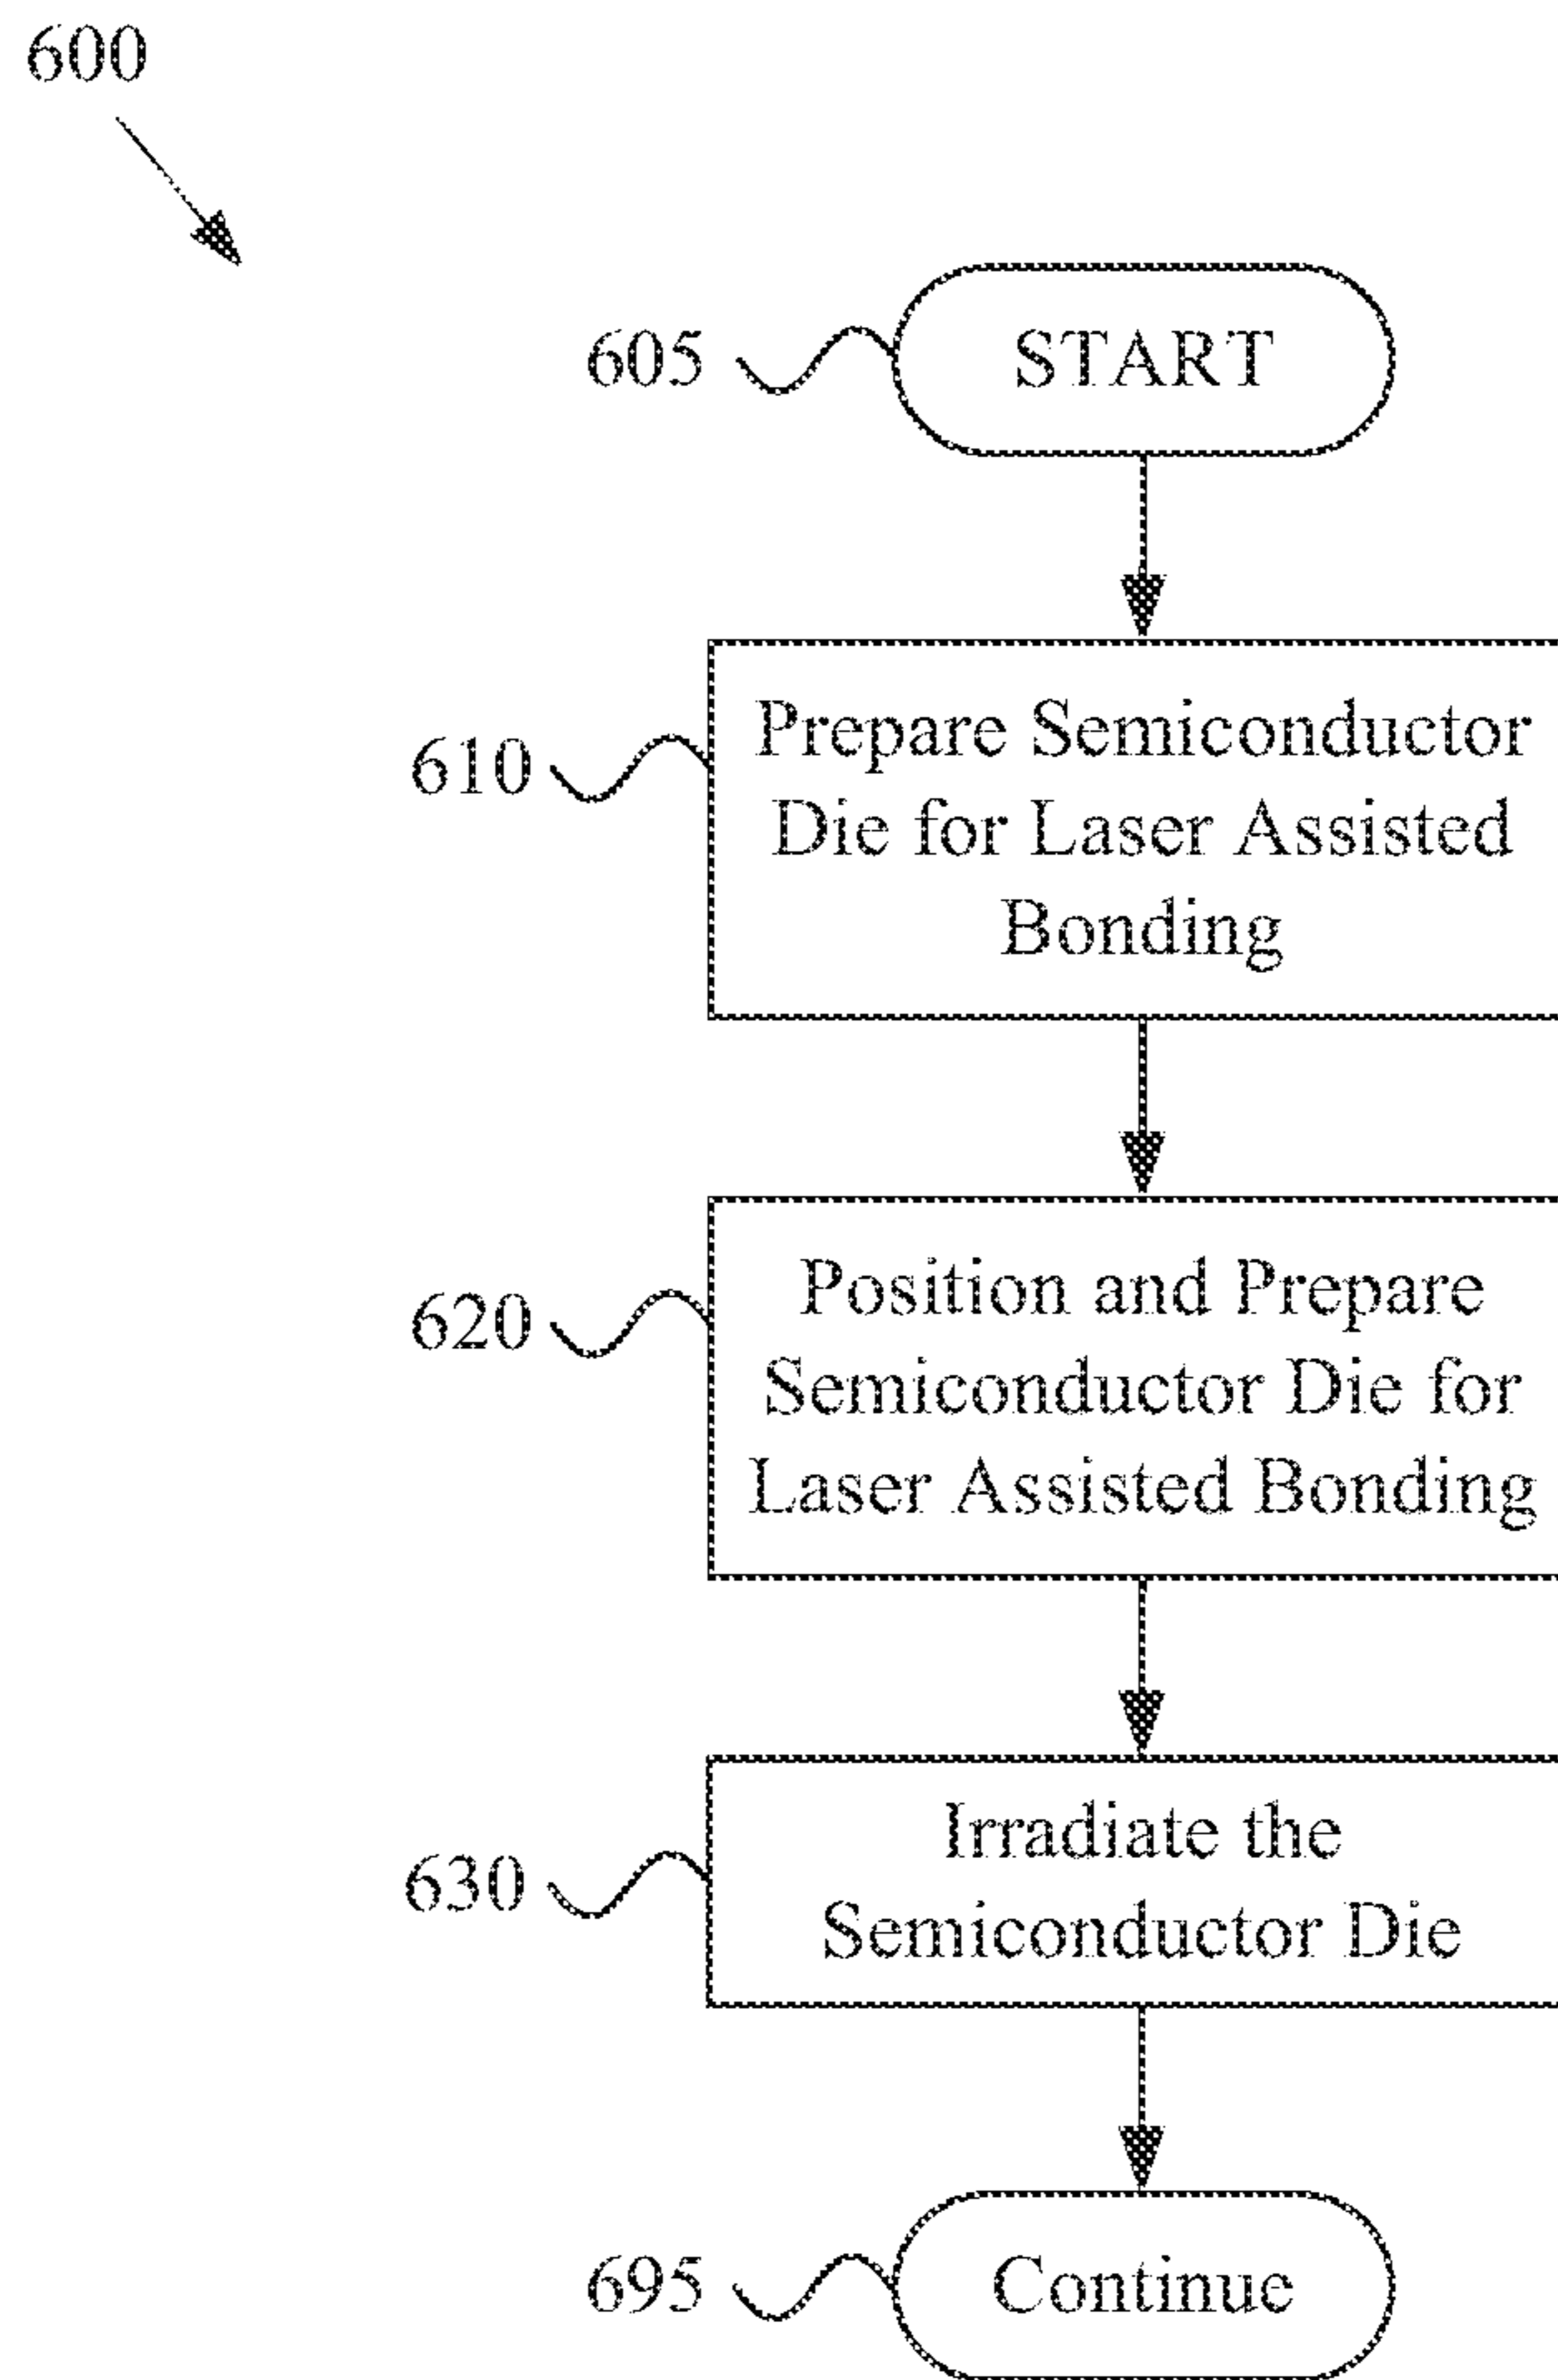 600
605
START
610
Prepare Semiconductor
Die for Laser Assisted
Bonding
620
Position and Prepare
Semiconductor Die for
Laser Assisted Bonding
630
Irradiate the
Semiconductor Die
695
Continue